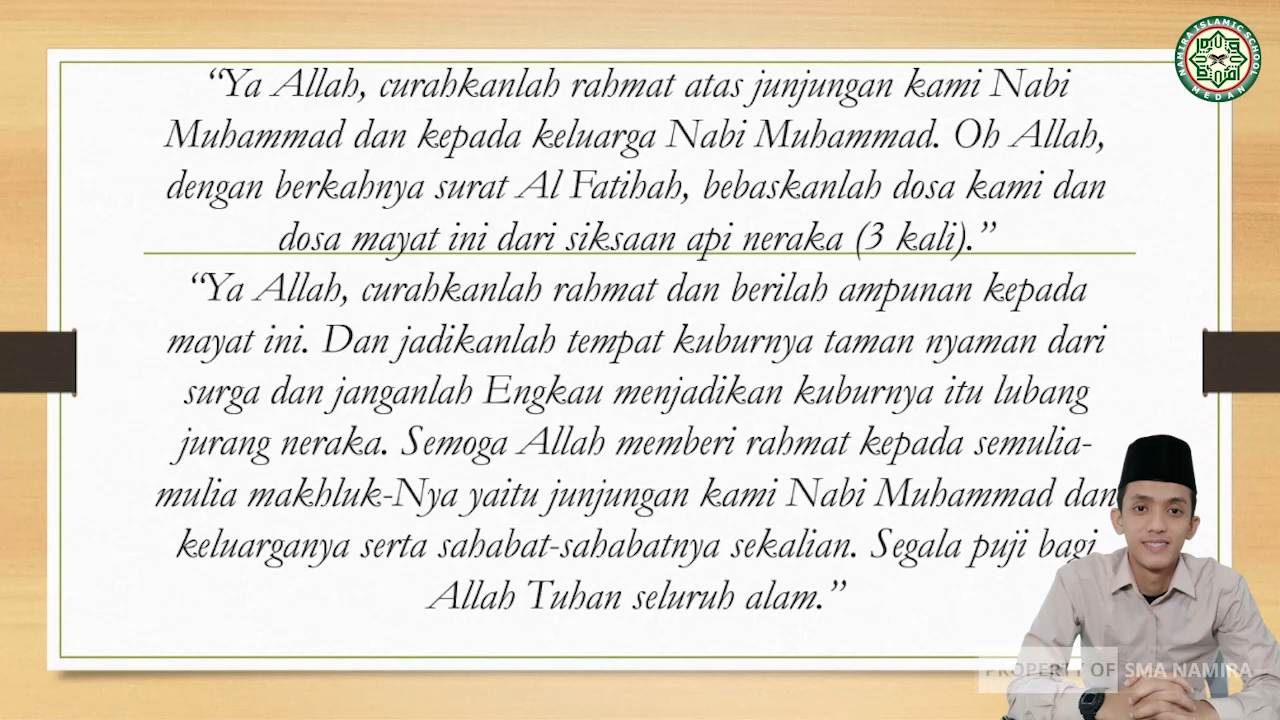 NAMIRA ISLAMIC SCHOOL
MEDAN
“Ya Allah, curahkanlah rahmat atas junjungan kami Nabi
Muhammad dan kepada keluarga Nabi Muhammad. Oh Allah,
dengan berkahnya surat Al Fatihah, bebaskanlah dosa kami dan
dosa mayat ini dari siksaan api neraka (3 kali).”
“Ya Allah, curahkanlah rahmat dan berilah ampunan kepada
mayat ini. Dan jadikanlah tempat kuburnya taman nyaman dari
surga dan janganlah Engkau menjadikan kuburnya itu lubang
jurang neraka. Semoga Allah memberi rahmat kepada semulia-
mulia makhluk-Nya yaitu junjungan kami Nabi Muhammad dan
keluarganya serta sahabat-sahabatnya sekalian. Segala puji bagi
Allah Tuhan seluruh alam.”
PROPERTY OF SMA NAMIRA